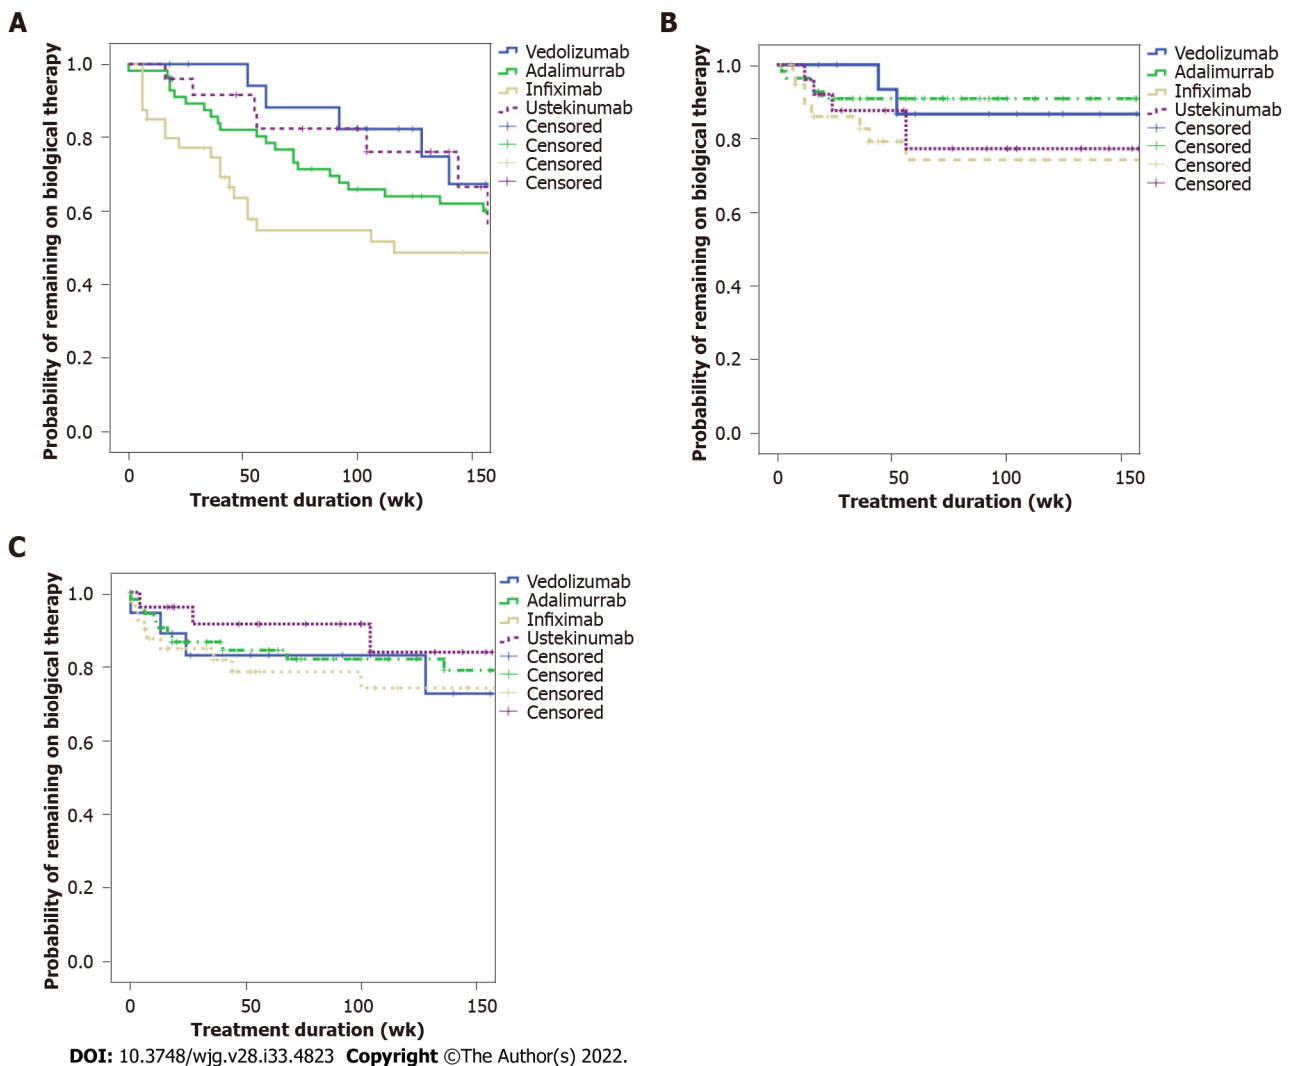 A
Probability of remaining on biolgical therapy
1.0
0.8
0.6
0.4
0.2
0.0
0 50 100 150
Treatment duration (wk)
Vedolizumab
Adalimurrab
Infiximab
Ustekinumab
Censored
Censored
Censored
Censored
B
Probability of remaining on biolgical therapy
1.0
0.8
0.6
0.4
0.2
0.0
0 50 100 150
Treatment duration (wk)
Vedolizumab
Adalimurrab
Infiximab
Ustekinumab
Censored
Censored
Censored
Censored
C
Probability of remaining on biolgical therapy
1.0
0.8
0.6
0.4
0.2
0.0
0 50 100 150
Treatment duration (wk)
Vedolizumab
Adalimurrab
Infiximab
Ustekinumab
Censored
Censored
Censored
Censored
DOI: 10.3748/wjg.v28.i33.4823 Copyright ©The Author(s) 2022.